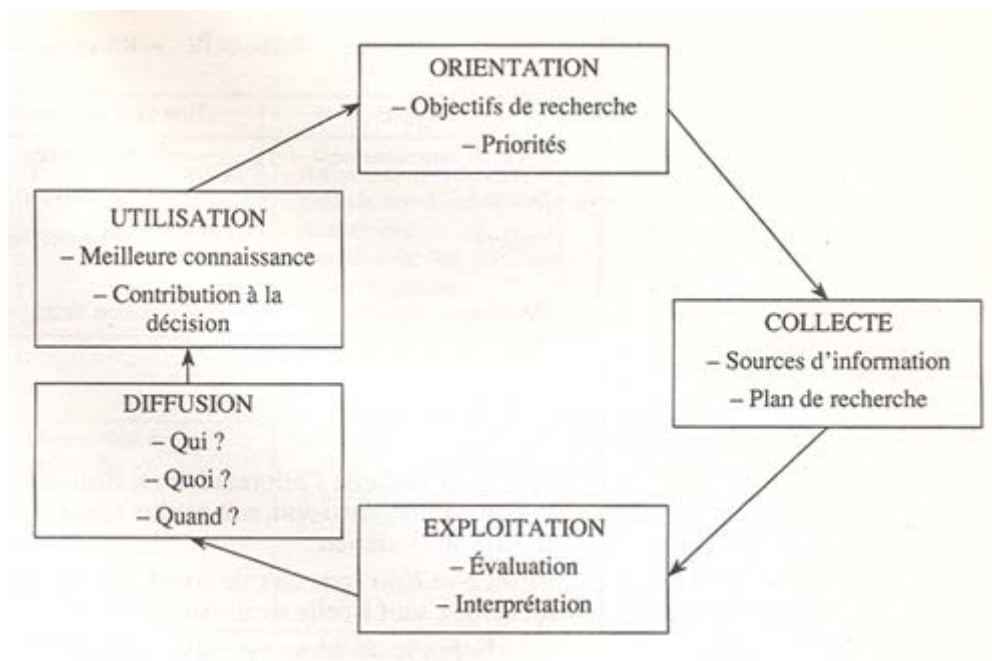 ORIENTATION
– Objectifs de recherche
– Priorités
UTILISATION
– Meilleure connaissance
– Contribution à la
décision
COLLECTE
– Sources d'information
– Plan de recherche
DIFFUSION
– Qui ?
– Quoi ?
– Quand ?
EXPLOITATION
– Évaluation
– Interprétation